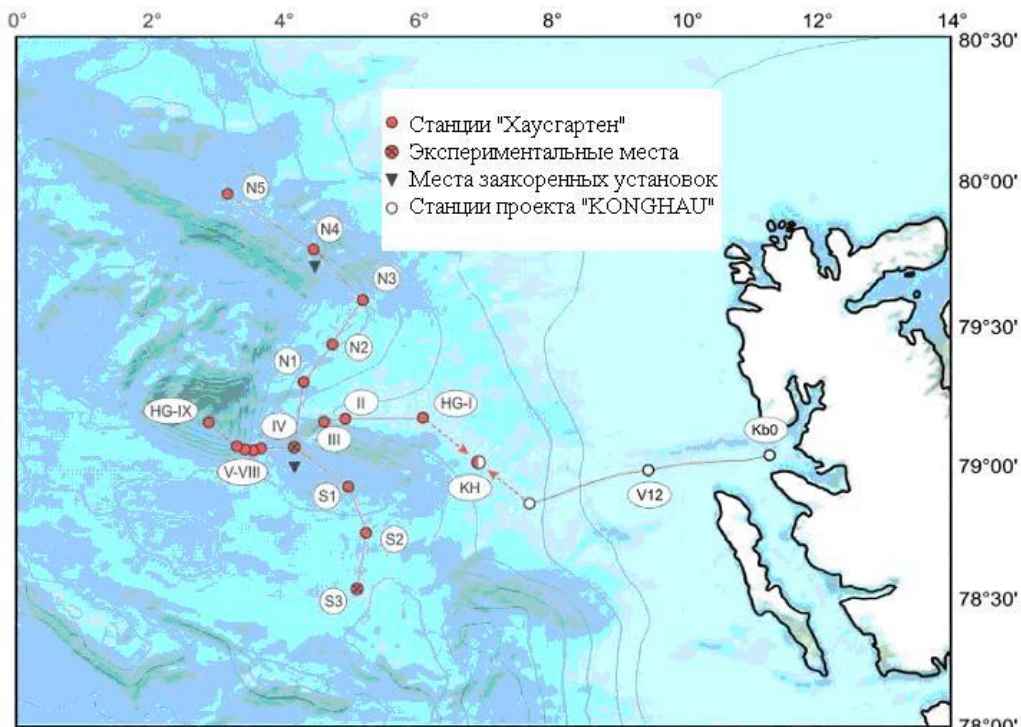 0° 2° 4° 6° 8° 10° 12° 14°
80°30'
Станции "Хаусгартен"
Экспериментальные места
Места заякоренных установок
Станции проекта "KONGHAU"
80°00'
N5
N4
N3
79°30'
N2
N1
HG-IX
IV
II
HG-I
III
Kb0
V-VIII
79°00'
KH
V12
S1
S2
S3
78°30'
78°00'